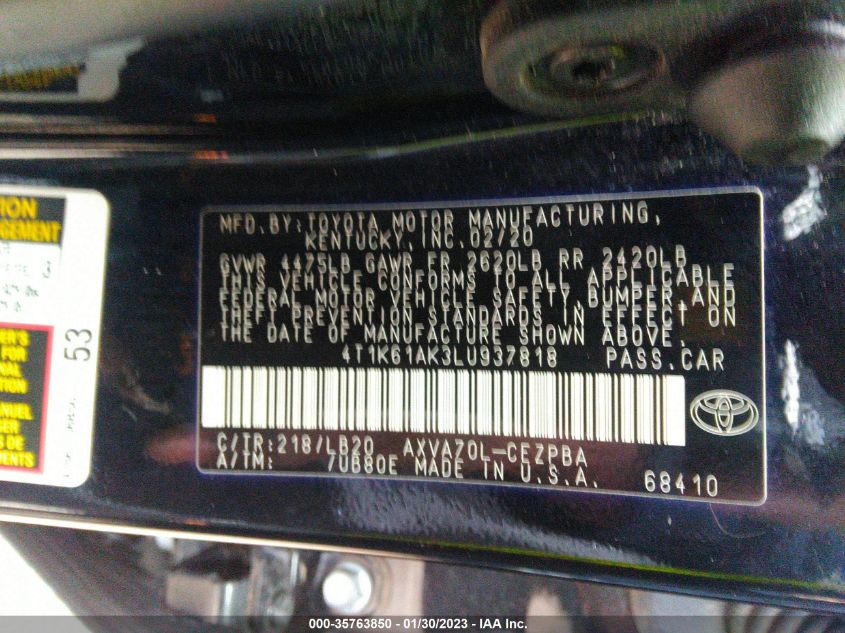 MFD. BY: TOYOTA MOTOR MANUFACTURING,
KENTUCKY, INC. 02/20
GVWR 4475LB GAWR FR 2620LB RR 2420LB
THIS VEHICLE CONFORMS TO ALL APPLICABLE
FEDERAL MOTOR VEHICLE SAFETY, BUMPER, AND
THEFT PREVENTION STANDARDS IN EFFECT ON
THE DATE OF MANUFACTURE SHOWN ABOVE.
4T1K61AK3LU937818 PASS. CAR
C/TR: 218/LB20 AXVA70L-CEZPBA
A/TM: /UB80E MADE IN U.S.A.
68410
53
000-35763850 - 01/30/2023 - IAA Inc.